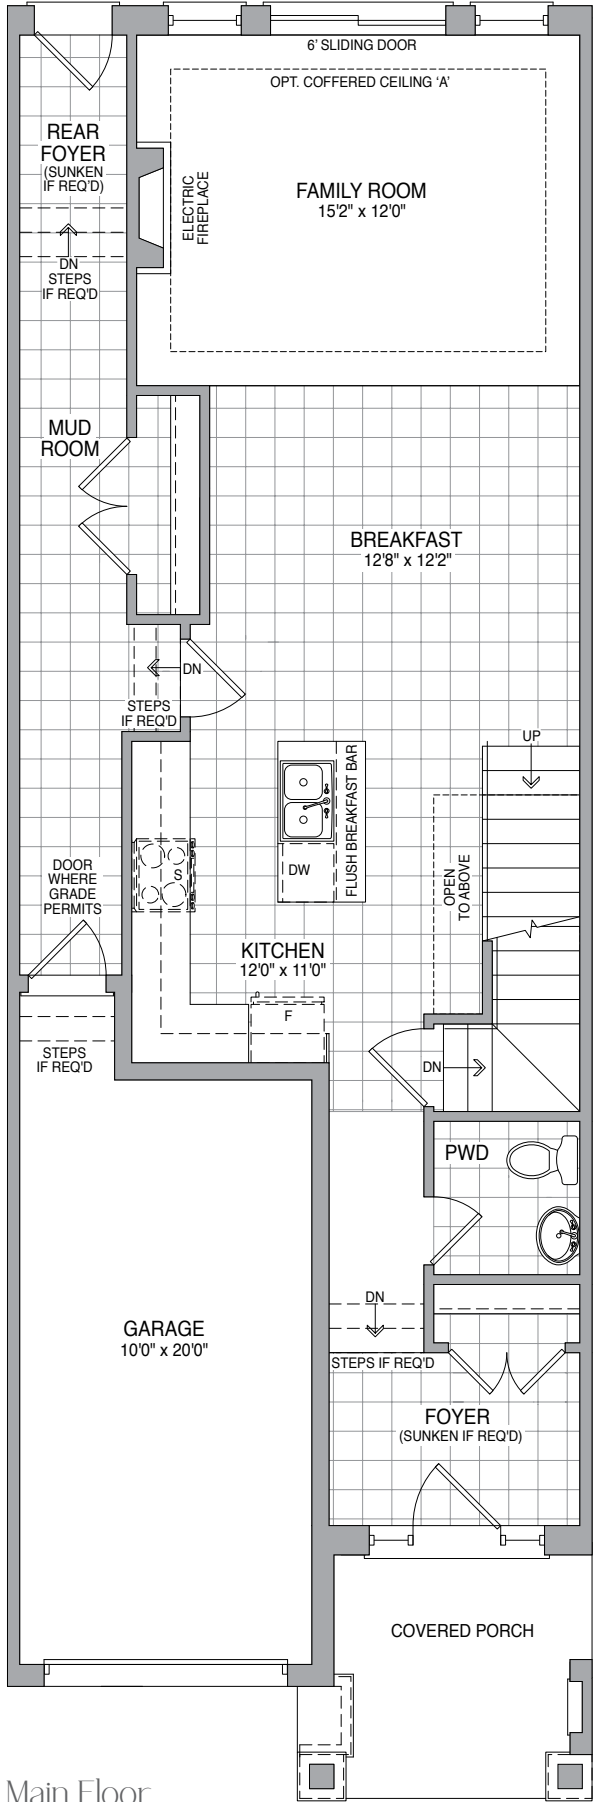 6' SLIDING DOOR
OPT. COFFERED CEILING 'A'
REAR
FOYER
(SUNKEN
IF REQ'D)
ELECTRIC
FIREPLACE
FAMILY ROOM
15'2" x 12'0"
DN
STEPS
IF REQ'D
MUD
ROOM
BREAKFAST
12'8" x 12'2"
DN
STEPS
IF REQ'D
UP
FLUSH BREAKFAST BAR
DW
S
OPEN
TO ABOVE
DOOR
WHERE
GRADE
PERMITS
KITCHEN
12'0" x 11'0"
F
STEPS
IF REQ'D
DN
PWD
DN
STEPS IF REQ'D
GARAGE
10'0" x 20'0"
FOYER
(SUNKEN IF REQ'D)
COVERED PORCH
Main Floor